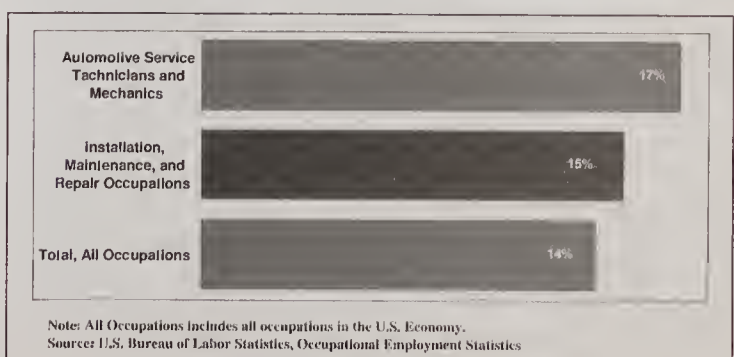 Automotive Service
Technicians and
Mechanics
17%
Installation,
Maintenance, and
Repair Occupations
15%
Total, All Occupations
14%
Note: All Occupations includes all occupations in the U.S. Economy.
Source: U.S. Bureau of Labor Statistics, Occupational Employment Statistics